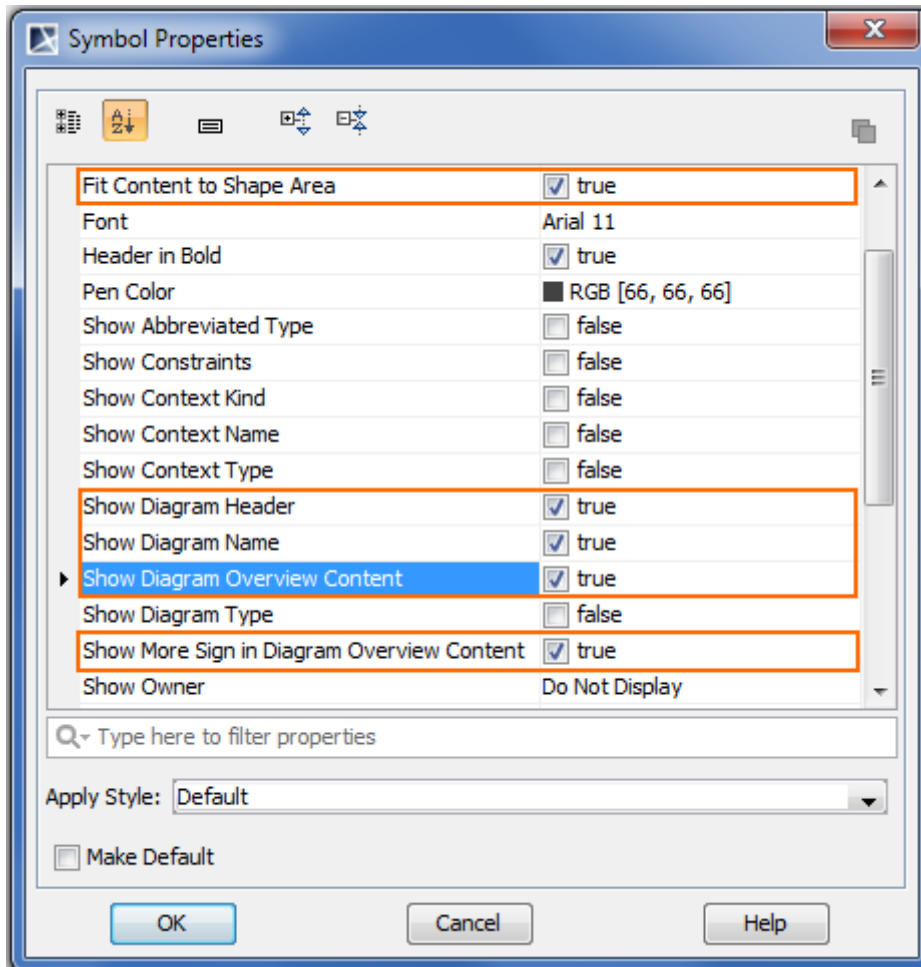 Symbol Properties
Fit Content to Shape Area true
Font Arial 11
Header in Bold true
Pen Color RGB [66, 66, 66]
Show Abbreviated Type false
Show Constraints false
Show Context Kind false
Show Context Name false
Show Context Type false
Show Diagram Header true
Show Diagram Name true
Show Diagram Overview Content true
Show Diagram Type false
Show More Sign in Diagram Overview Content true
Show Owner Do Not Display
Type here to filter properties
Apply Style: Default
Make Default
OK Cancel Help